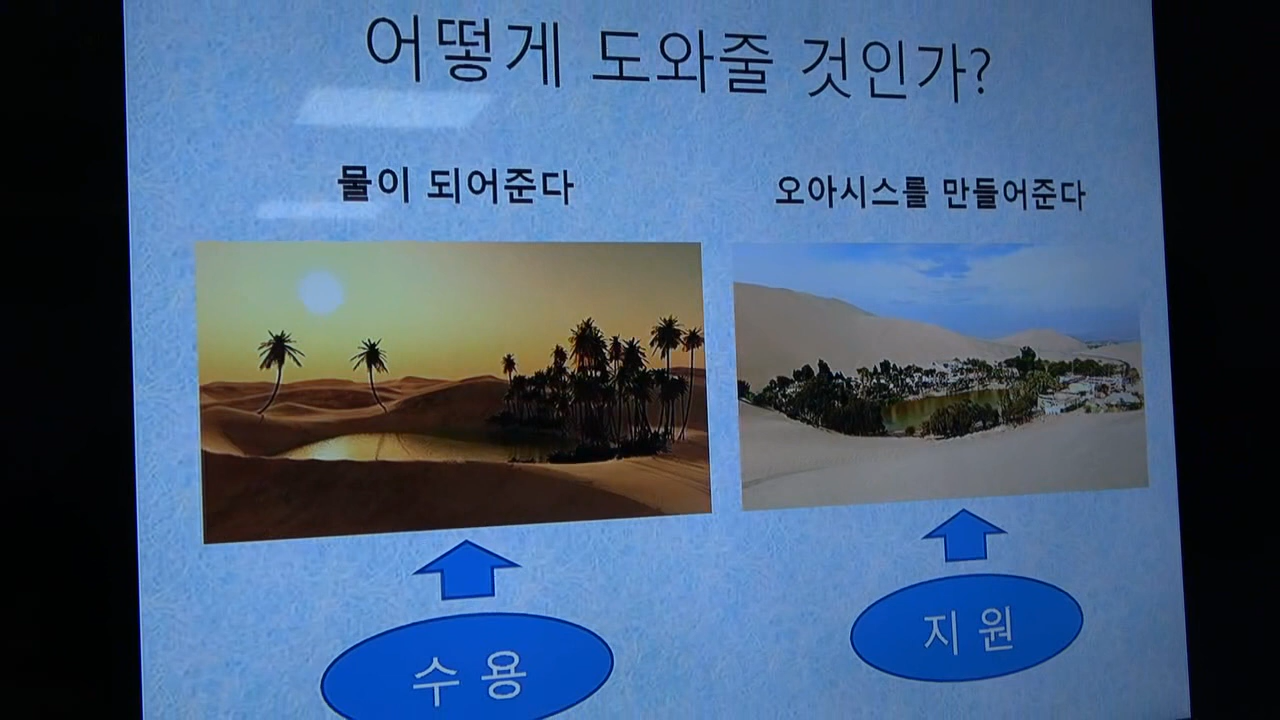 어떻게 도와줄 것인가?
물이 되어준다
오아시스를 만들어준다
수용
지원